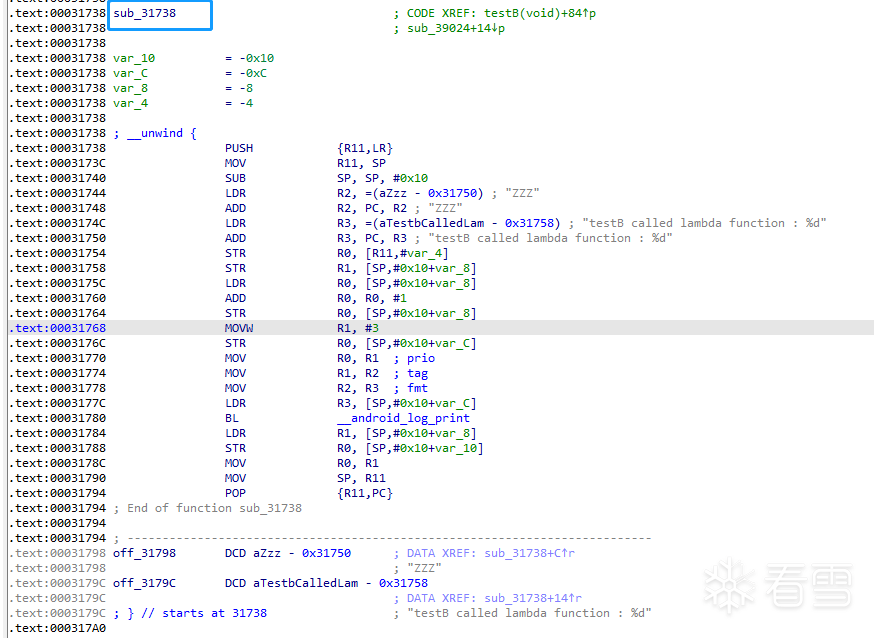 .text:00031738 sub_31738 ; CODE XREF: testB(void)+84↑p
.text:00031738 ; sub_39024+14↓p
.text:00031738
.text:00031738 var_10 = -0x10
.text:00031738 var_C = -0xC
.text:00031738 var_8 = -8
.text:00031738 var_4 = -4
.text:00031738
.text:00031738 ; __unwind {
.text:00031738 PUSH {R11,LR}
.text:0003173C MOV R11, SP
.text:00031740 SUB SP, SP, #0x10
.text:00031744 LDR R2, =(aZzz - 0x31750) ; "ZZZ"
.text:00031748 ADD R2, PC, R2 ; "ZZZ"
.text:0003174C LDR R3, =(aTestbCalledLam - 0x31758) ; "testB called lambda function : %d"
.text:00031750 ADD R3, PC, R3 ; "testB called lambda function : %d"
.text:00031754 STR R0, [R11,#var_4]
.text:00031758 STR R1, [SP,#0x10+var_8]
.text:0003175C LDR R0, [SP,#0x10+var_8]
.text:00031760 ADD R0, R0, #1
.text:00031764 STR R0, [SP,#0x10+var_8]
.text:00031768 MOVW R1, #3
.text:0003176C STR R0, [SP,#0x10+var_C]
.text:00031770 MOV R0, R1 ; prio
.text:00031774 MOV R1, R2 ; tag
.text:00031778 MOV R2, R3 ; fmt
.text:0003177C LDR R3, [SP,#0x10+var_C]
.text:00031780 BL __android_log_print
.text:00031784 LDR R1, [SP,#0x10+var_8]
.text:00031788 STR R0, [SP,#0x10+var_10]
.text:0003178C MOV R0, R1
.text:00031790 MOV SP, R11
.text:00031794 POP {R11,PC}
.text:00031794 ; End of function sub_31738
.text:00031794
.text:00031794 ; ---------------------------------------------------------------------------
.text:00031798 off_31798 DCD aZzz - 0x31750 ; DATA XREF: sub_31738+C↑r
.text:00031798 ; "ZZZ"
.text:0003179C off_3179C DCD aTestbCalledLam - 0x31758
.text:0003179C ; DATA XREF: sub_31738+14↑r
.text:0003179C ; } // starts at 31738 ; "testB called lambda function : %d"
.text:000317A0
看雪